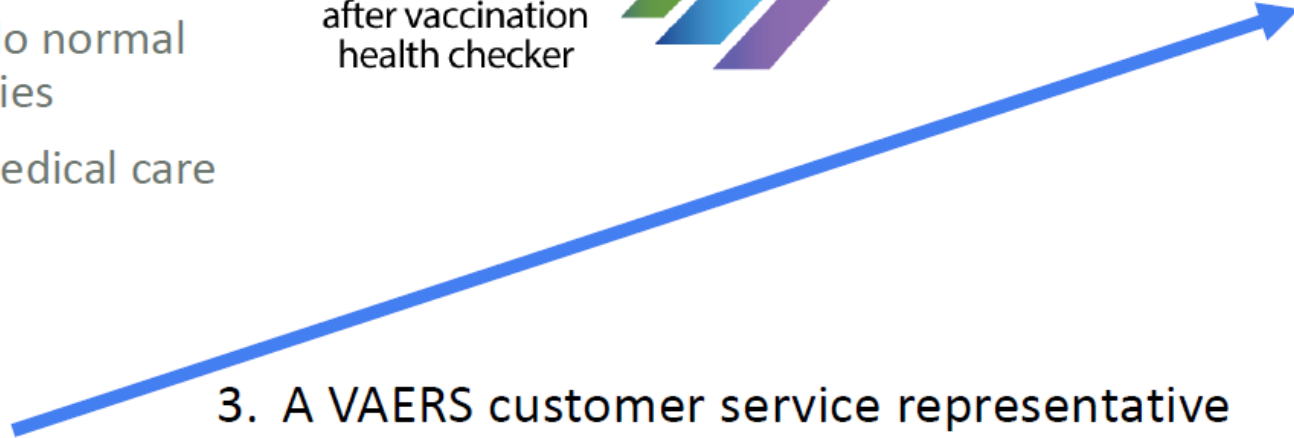 o normal
ies
edical care
after vaccination
health checker
3. A VAERS customer service representative